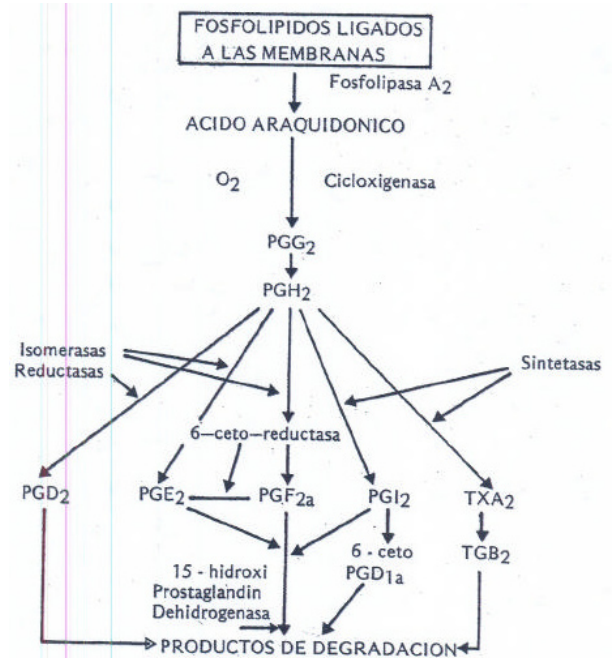 FOSFOLIPIDOS LIGADOS
A LAS MEMBRANAS
Fosfolipasa A2
ACIDO ARAQUIDONICO
O2
Cicloxigenasa
PGG2
PGH2
Isomerasas
Reductasas
Sintetasas
6-ceto-reductasa
PGD2
PGE2
PGF2a
PGI2
TXA2
6 - ceto
PGD1a
TGB2
15 - hidroxi
Prostaglandin
Dehidrogenasa
PRODUCTOS DE DEGRADACION